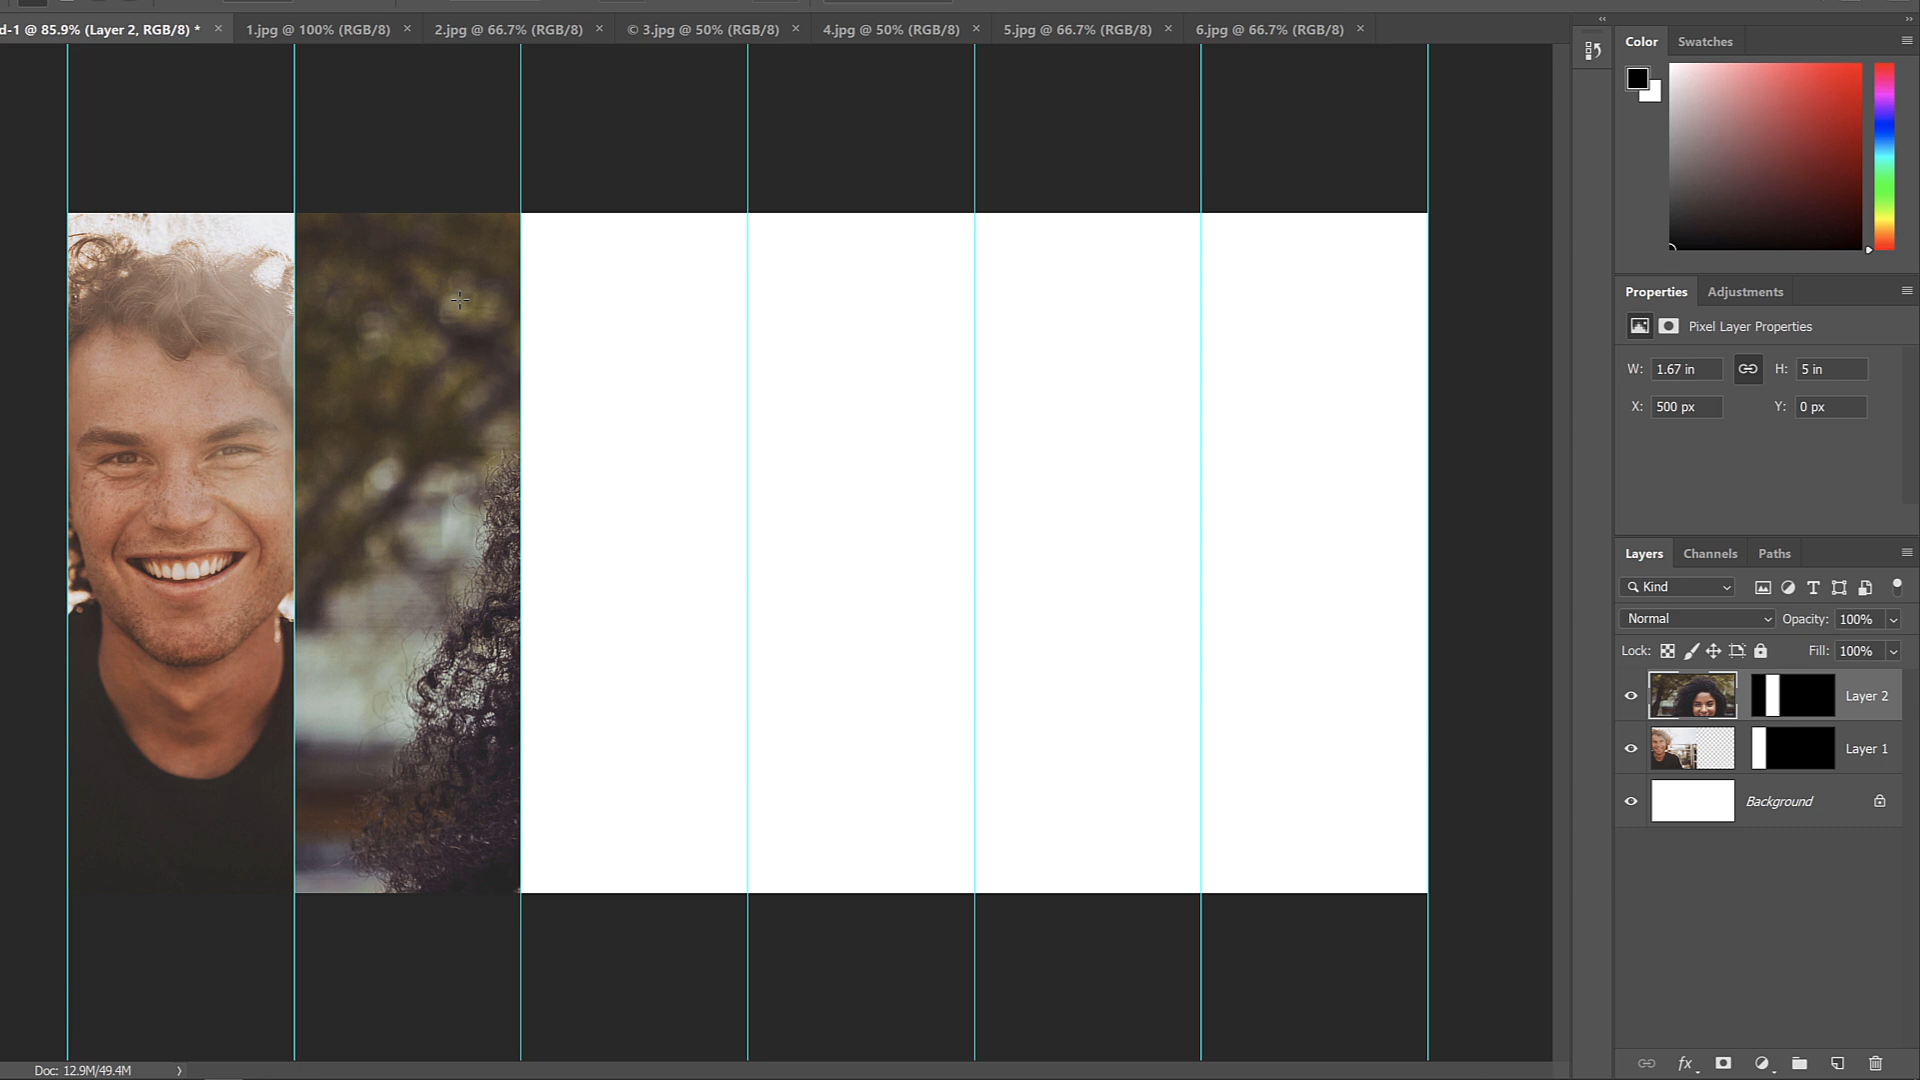 d-1 @ 85.9% (Layer 2, RGB/8) *
1.jpg @ 100% (RGB/8)
2.jpg @ 66.7% (RGB/8)
© 3.jpg @ 50% (RGB/8)
4.jpg @ 50% (RGB/8)
5.jpg @ 66.7% (RGB/8)
6.jpg @ 66.7% (RGB/8)
Color
Swatches
Properties
Adjustments
Pixel Layer Properties
W: 1.67 in
H: 5 in
X: 500 px
Y: 0 px
Layers
Channels
Paths
Kind
Normal
Opacity: 100%
Lock:
Fill: 100%
Layer 2
Layer 1
Background
fx
Doc: 12.9M/49.4M